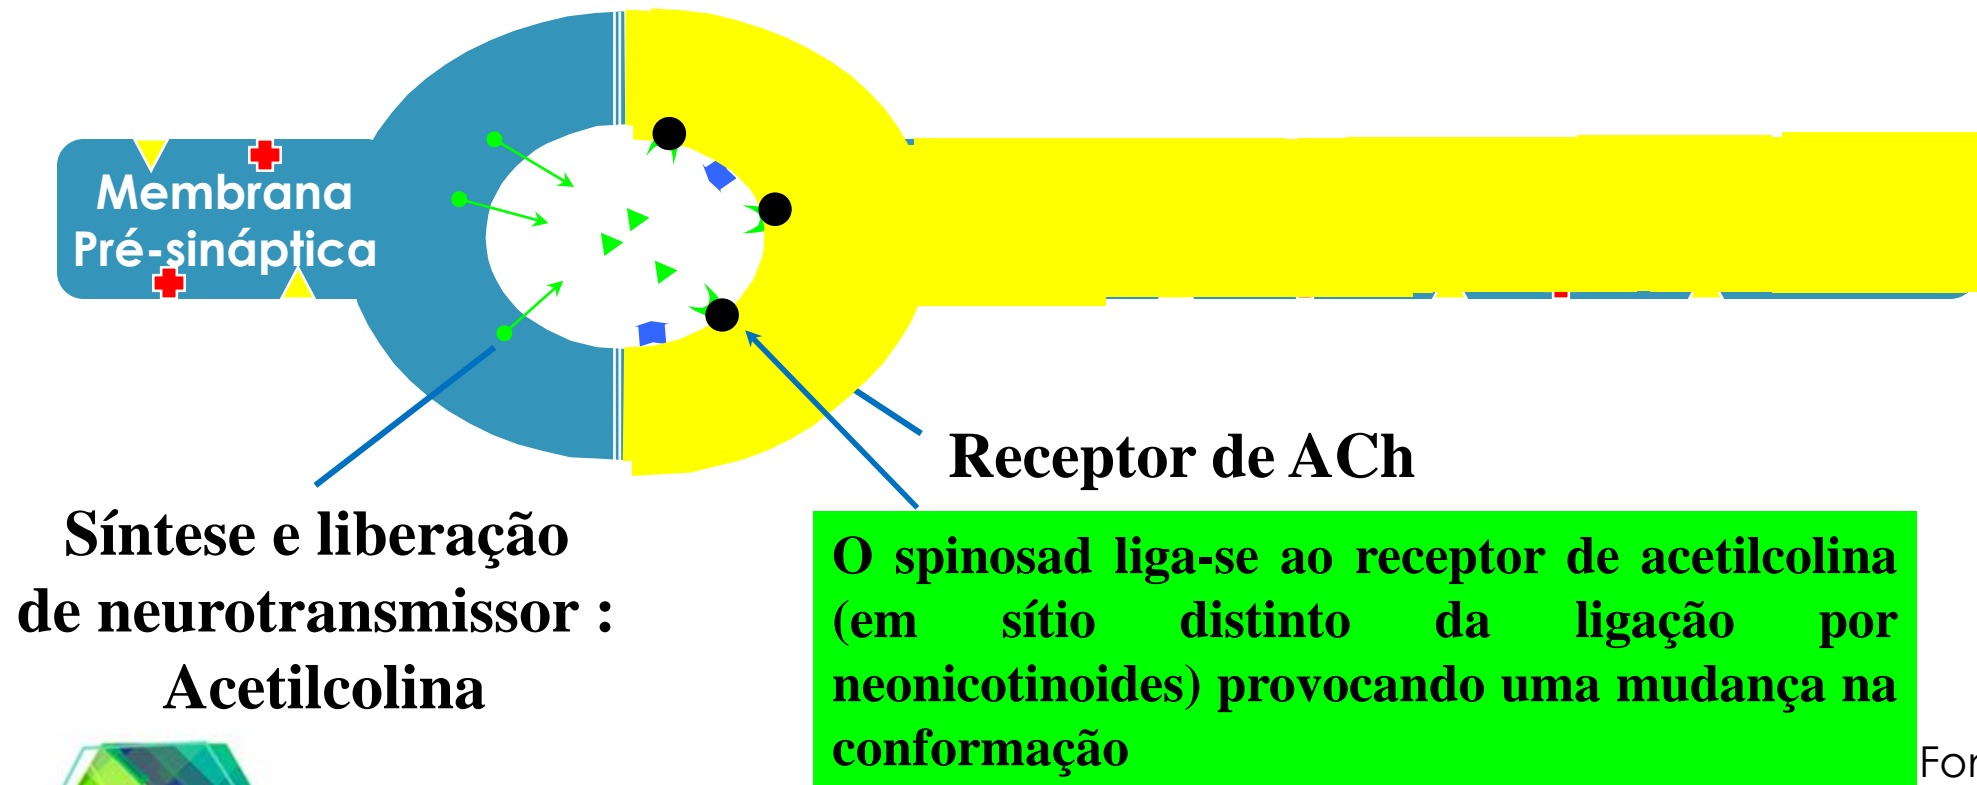 Membrana
Pré-sináptica
Receptor de ACh
Síntese e liberação
de neurotransmissor :
Acetilcolina
O spinosad liga-se ao receptor de acetilcolina
(em sítio distinto da ligação por
neonicotinoides) provocando uma mudança na
conformação
For